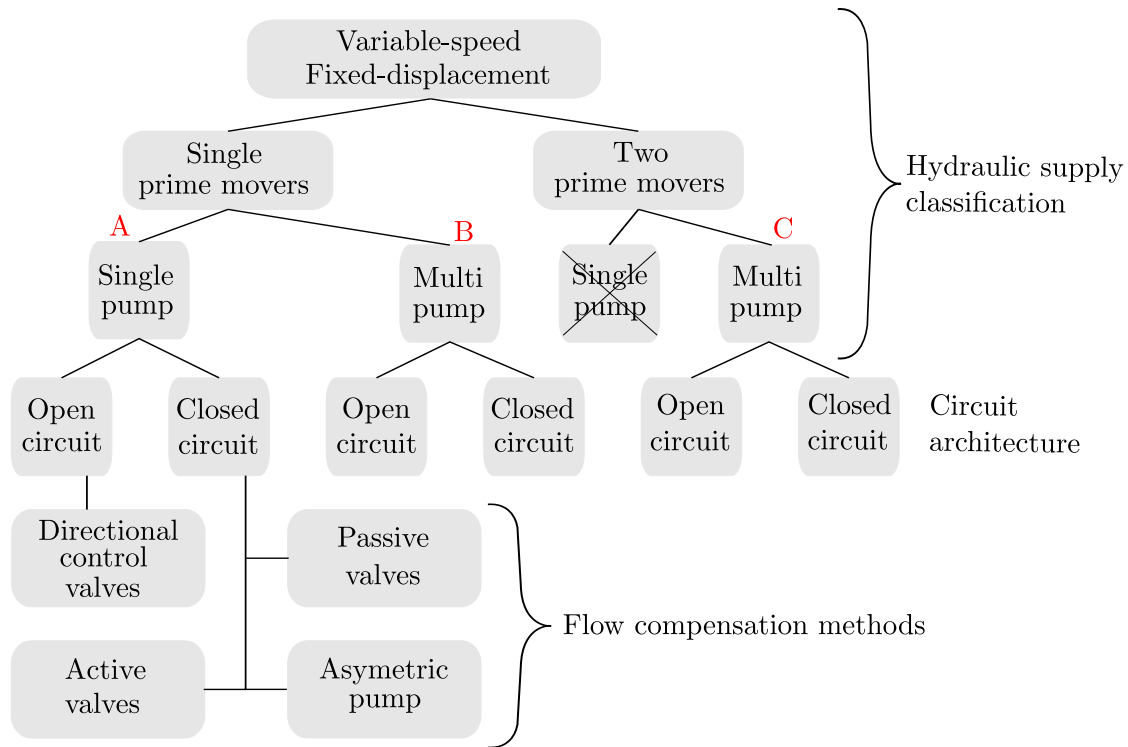 Variable-speed
Fixed-displacement
Single
prime movers
Two
prime movers
Hydraulic supply
classification
A
B
C
Single
pump
Multi
pump
Single
pump
Multi
pump
Open
circuit
Closed
circuit
Open
circuit
Closed
circuit
Open
circuit
Closed
circuit
Circuit
architecture
Directional
control
valves
Passive
valves
Active
valves
Asymetric
pump
Flow compensation methods